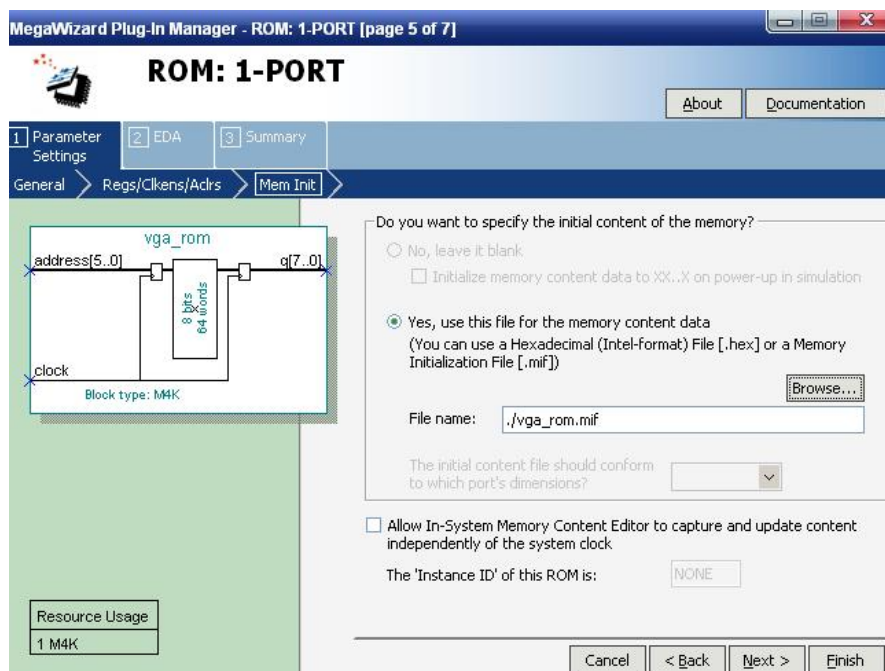 MegaWizard Plug-In Manager - ROM: 1-PORT [page 5 of 7]
ROM: 1-PORT
About
Documentation
1 Parameter Settings
2 EDA
3 Summary
General
Regs/Clkens/Aclrs
Mem Init
vga_rom
address[5..0]
q[7..0]
8 bits
64 words
clock
Block type: M4K
Do you want to specify the initial content of the memory?
No, leave it blank
Initialize memory content data to XX..X on power-up in simulation
Yes, use this file for the memory content data
(You can use a Hexadecimal (Intel-format) File [.hex] or a Memory
Initialization File [.mif])
Browse...
File name: ./vga_rom.mif
The initial content file should conform
to which port's dimensions?
Allow In-System Memory Content Editor to capture and update content
independently of the system clock
The 'Instance ID' of this ROM is: NONE
Resource Usage
1 M4K
Cancel
< Back
Next >
Finish